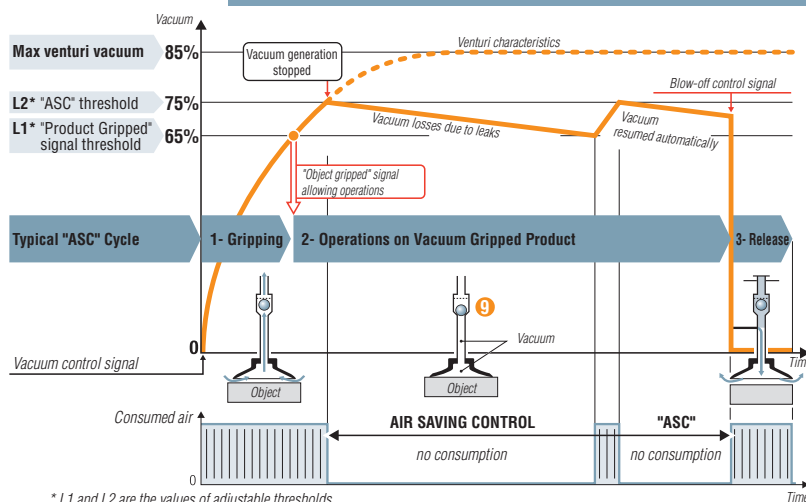 Vacuum
Max venturi vacuum 85%
Vacuum generation
stopped
Venturi characteristics
Blow-off control signal
L2* "ASC" threshold 75%
L1* "Product Gripped"
signal threshold
65%
Vacuum losses due to leaks
Vacuum
resumed automatically
"Object gripped" signal
allowing operations
Typical "ASC" Cycle
1- Gripping
2- Operations on Vacuum Gripped Product
3- Release
9
Vacuum
0
Vacuum control signal
Object
Object
Time
Consumed air
AIR SAVING CONTROL
"ASC"
no consumption
no consumption
0
Time
* L1 and L2 are the values of adjustable thresholds